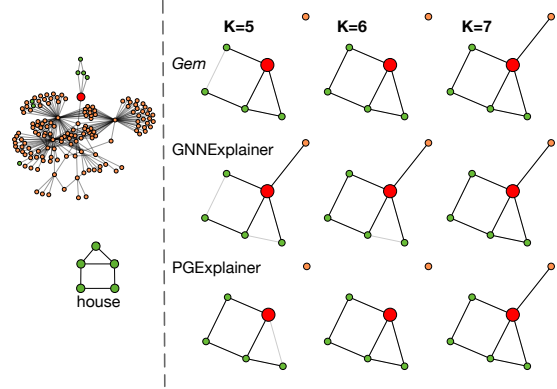 K=5 K=6 K=7
Gem
GNNExplainer
PGExplainer
house